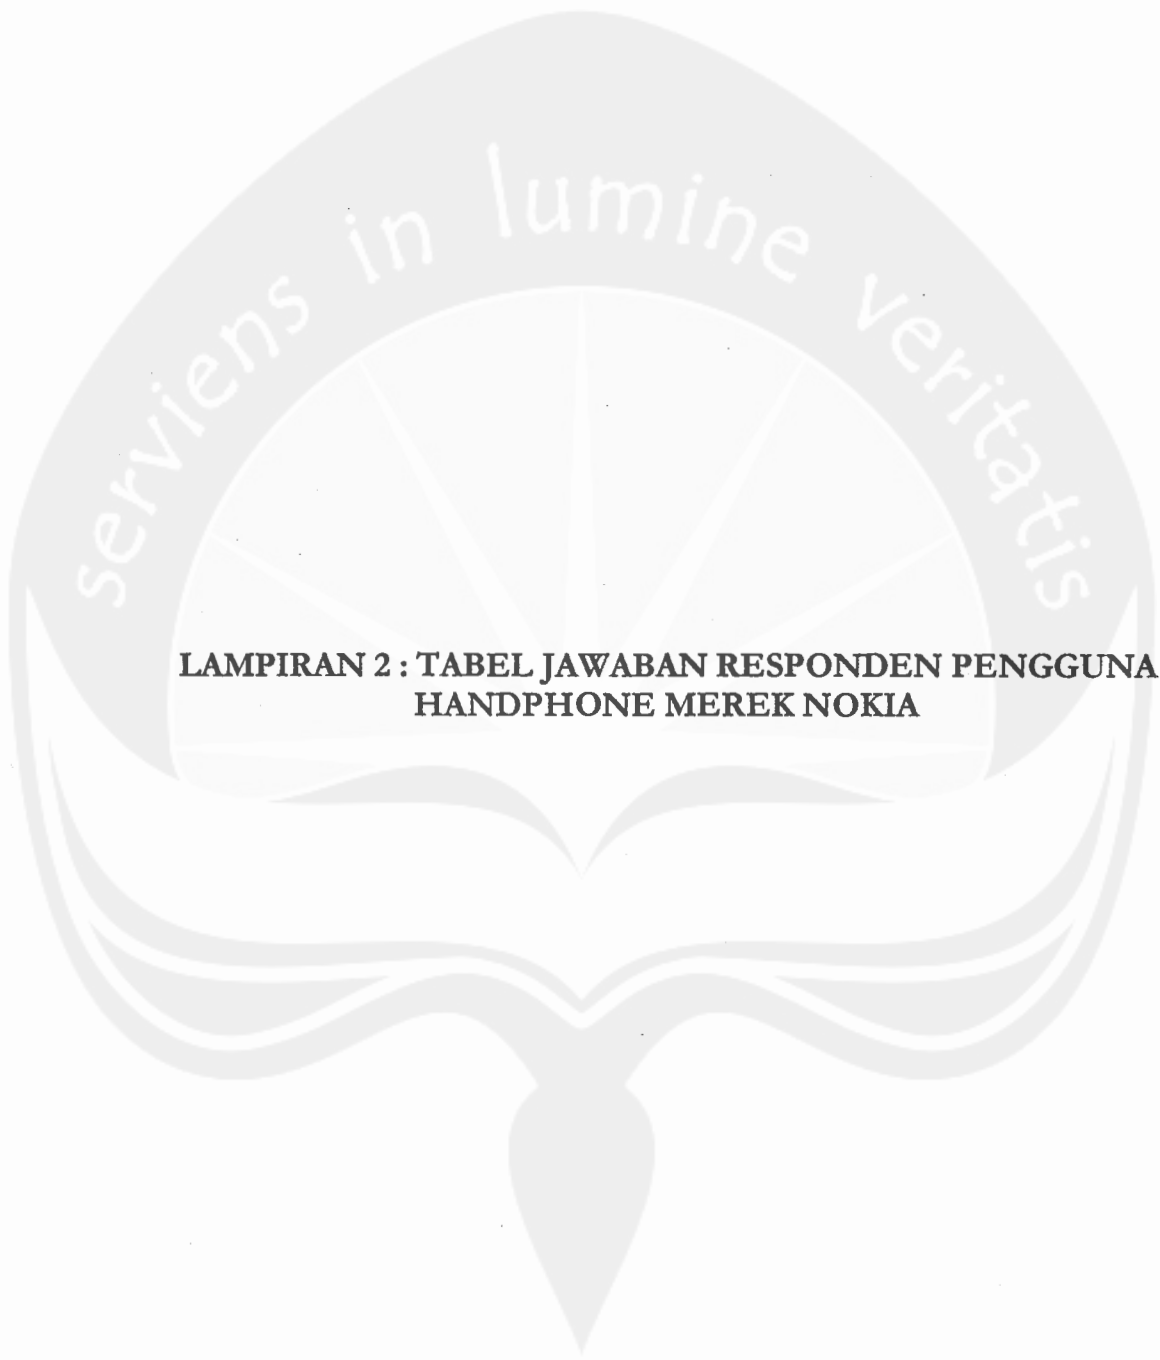 serviens in lumine veritatis
LAMPIRAN 2 : TABEL JAWABAN RESPONDEN PENGGUNA
HANDPHONE MEREK NOKIA